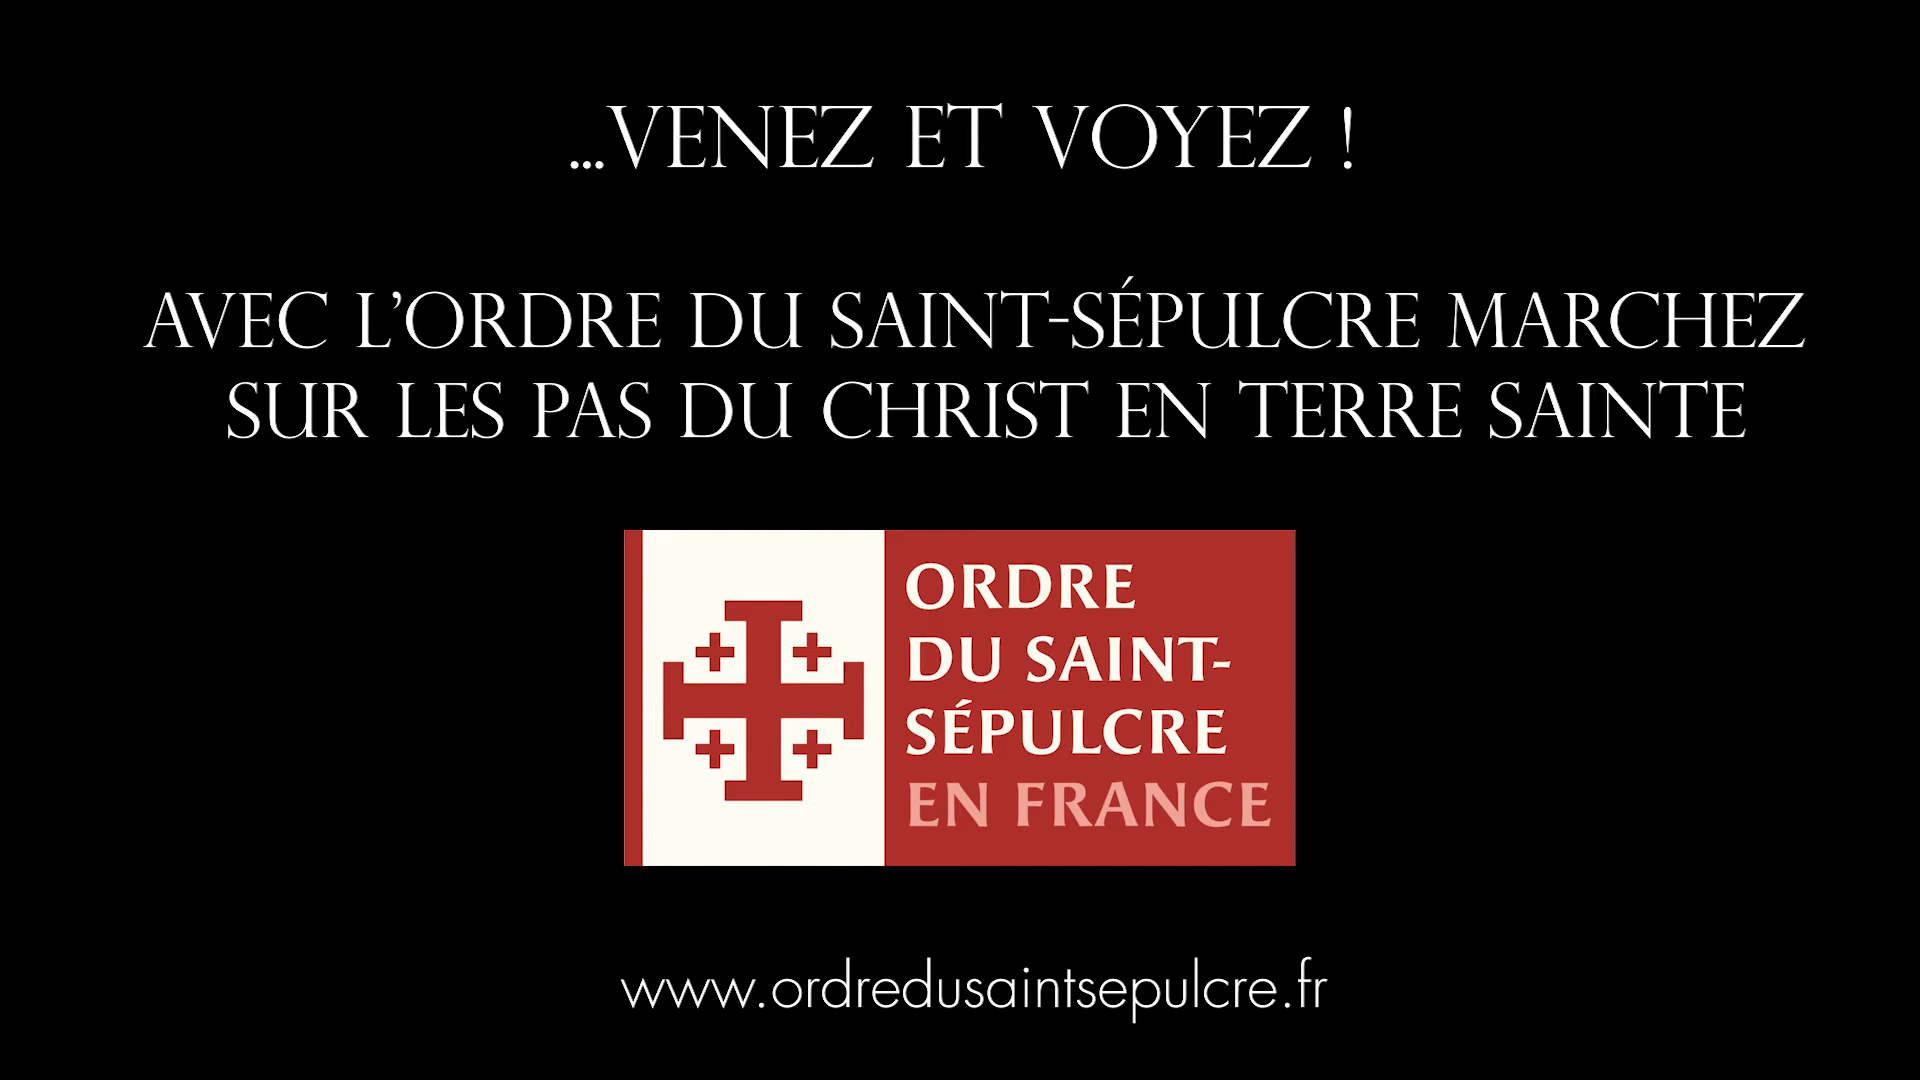 ...VENEZ ET VOYEZ !
AVEC L'ORDRE DU SAINT-SÉPULCRE MARCHEZ
SUR LES PAS DU CHRIST EN TERRE SAINTE
ORDRE
DU SAINT-
SÉPULCRE
EN FRANCE
www.ordredusaintsepulcre.fr